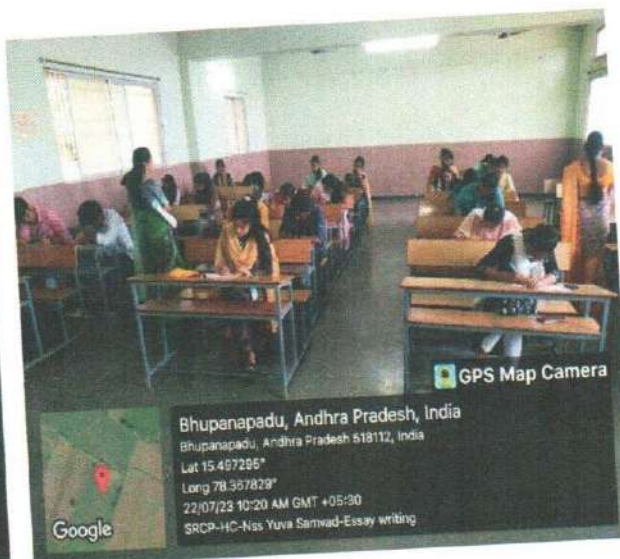 GPS Map Camera
Bhupanapadu, Andhra Pradesh, India
Bhupanapadu, Andhra Pradesh 518112, India
Lat 15.497295°
Long 78.367829°
22/07/23 10:20 AM GMT +05:30
SRCP-HC-Nss Yuva Samvad-Essay writing
Google